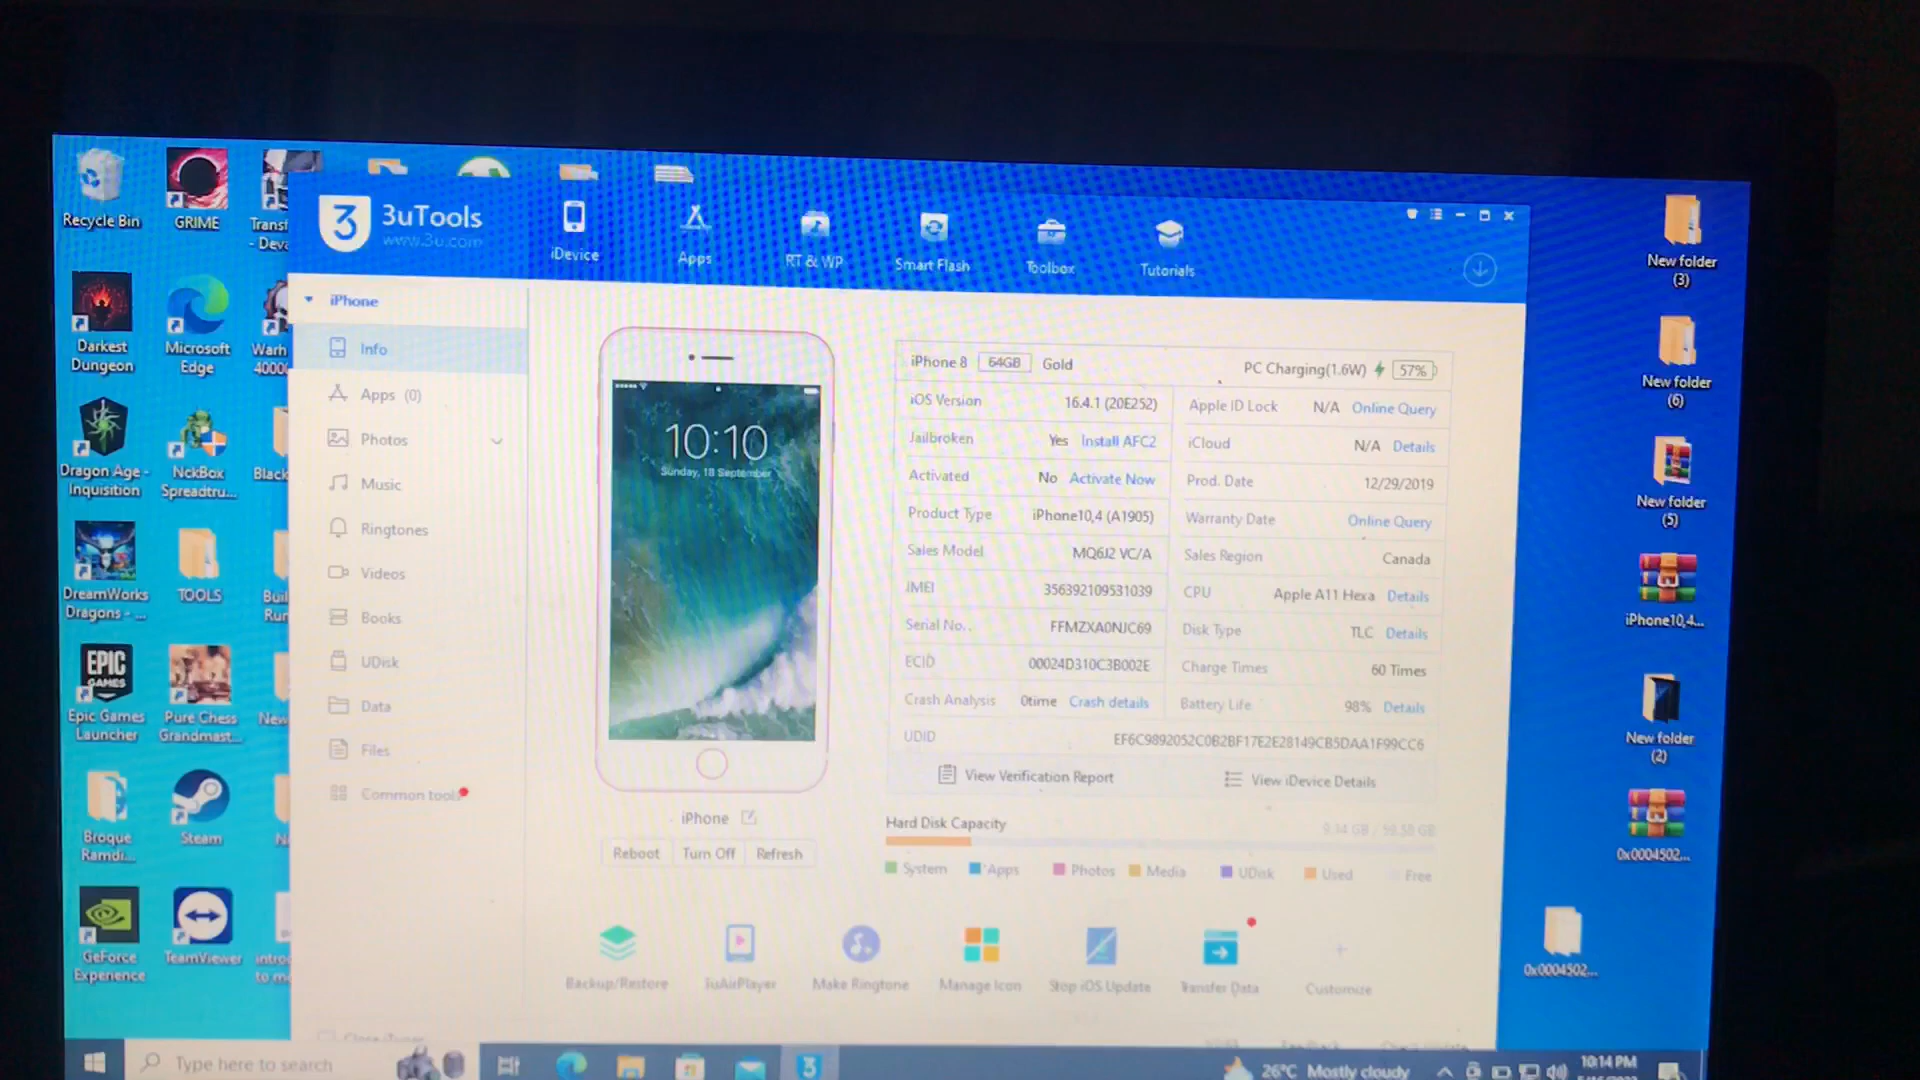 Recycle Bin
GRIME
3uTools
www.3u.com
iDevice
Apps
RT & WP
Smart Flash
Toolbox
Tutorials
New folder
(3)
iPhone
Darkest
Dungeon
Microsoft
Edge
Info
Apps (0)
Photos
Music
Ringtones
Videos
Books
UDisk
Data
Files
Common tools
10:10
Sunday, 18 September
iPhone
Reboot
Turn Off
Refresh
iPhone 8
64GB
Gold
PC Charging(1.6W)
57%
iOS Version 16.4.1 (20E252)
Apple ID Lock N/A Online Query
Jailbroken Yes Install AFC2
iCloud N/A Details
Activated No Activate Now
Prod. Date 12/29/2019
Product Type iPhone10,4 (A1905)
Warranty Date Online Query
Sales Model MQ6J2 VC/A
Sales Region Canada
IMEI 356392109531039
CPU Apple A11 Hexa Details
Serial No. FFMZXA0NJC69
Disk Type TLC Details
ECID 00024D310C3B002E
Charge Times 60 Times
Crash Analysis 0time Crash details
Battery Life 98% Details
UDID EF6C9892052C0B2BF17E2E28149CB5DAA1F99CC6
View Verification Report
View iDevice Details
Hard Disk Capacity
System
Apps
Photos
Media
UDisk
Used
Free
Backup/Restore
3uAirPlayer
Make Ringtone
Manage Icon
Stop iOS Update
Transfer Data
Customize
Dragon Age -
Inquisition
NckBox
Spreadtru...
DreamWorks
Dragons - ...
TOOLS
EPIC
GAMES
Epic Games
Launcher
Pure Chess
Grandmast...
Broque
Ramdi...
Steam
GeForce
Experience
TeamViewer
New folder
(6)
New folder
(5)
iPhone10,4...
New folder
(2)
0x0004502...
0x0004502...
Type here to search
26°C Mostly cloudy
10:14 PM